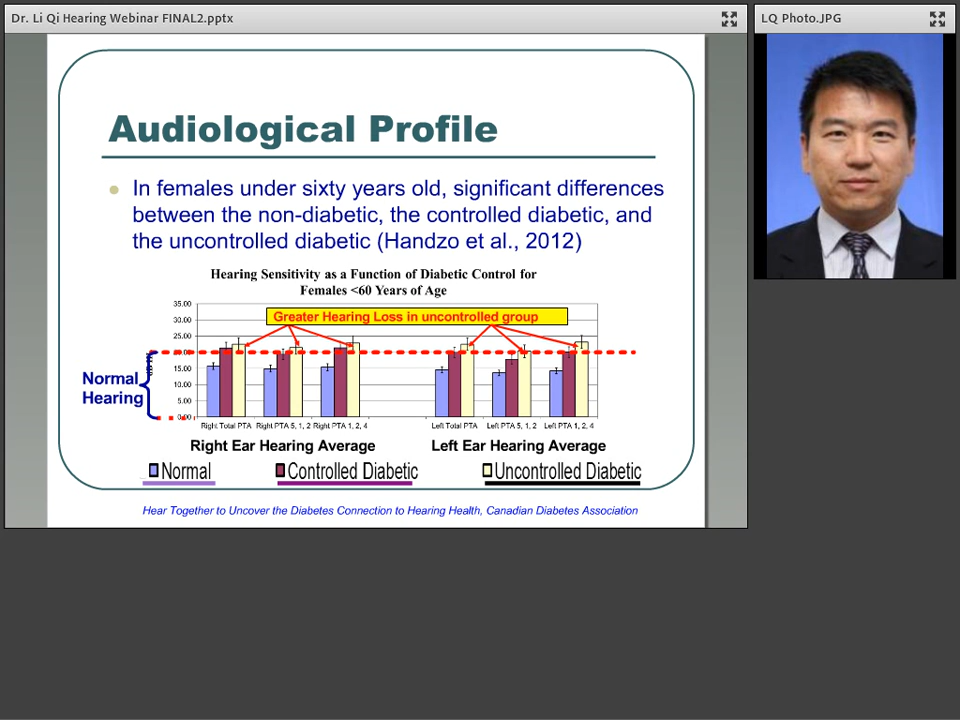 Dr. Li Qi Hearing Webinar FINAL2.pptx
LQ Photo.JPG
Audiological Profile
In females under sixty years old, significant differences
between the non-diabetic, the controlled diabetic, and
the uncontrolled diabetic (Handzo et al., 2012)
Hearing Sensitivity as a Function of Diabetic Control for
Females <60 Years of Age
35.00
30.00
Greater Hearing Loss in uncontrolled group
25.00
15.00
10.00
5.00
Normal
Hearing
Right Total PTA Right PTA 5, 1, 2 Right PTA 1, 2, 4 Left Total PTA Left PTA 5, 1, 2 Left PTA 1, 2, 4
Right Ear Hearing Average Left Ear Hearing Average
Normal Controlled Diabetic Uncontrolled Diabetic
Hear Together to Uncover the Diabetes Connection to Hearing Health, Canadian Diabetes Association